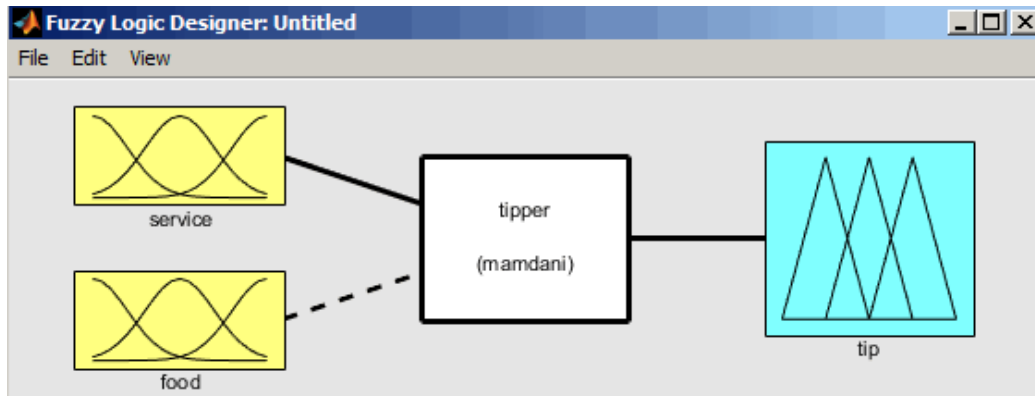 Fuzzy Logic Designer: Untitled
File Edit View
service
food
tipper
(mamdani)
tip